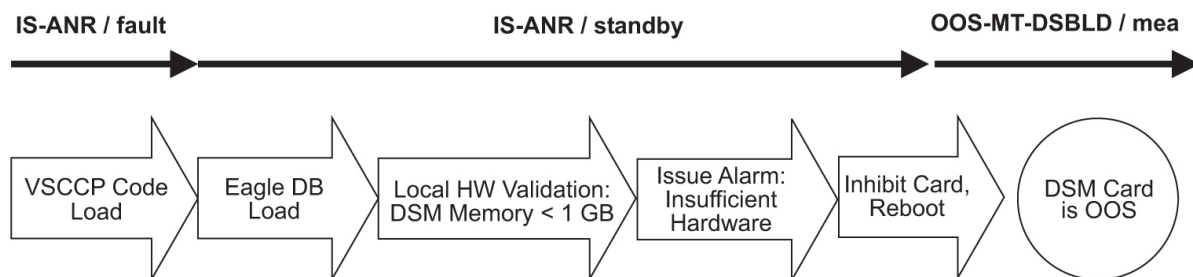 IS-ANR / fault
IS-ANR / standby
OOS-MT-DSBLD / mea
VSCCP Code
Load
Eagle DB
Load
Local HW Validation:
DSM Memory < 1 GB
Issue Alarm:
Insufficient
Hardware
Inhibit Card,
Reboot
DSM Card
is OOS